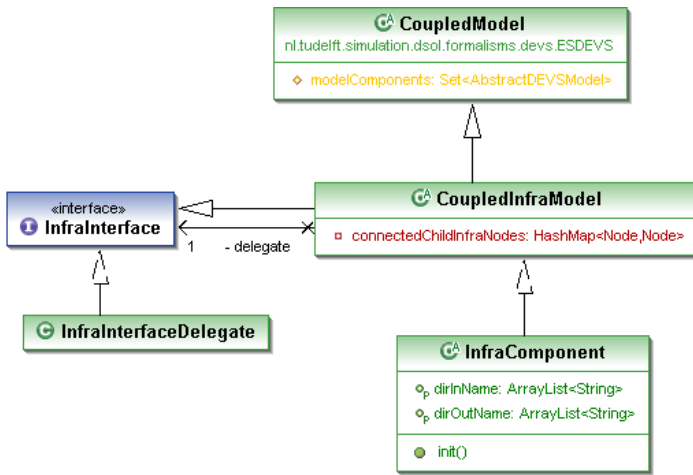 CoupledModel
nl.tudelft.simulation.dsol.formalisms.devs.ESDEVS
modelComponents: Set<AbstractDEVSModel>
«interface»
InfraInterface
CoupledInfraModel
connectedChildInfraNodes: HashMap<Node,Node>
1
- delegate
InfraInterfaceDelegate
InfraComponent
dirInName: ArrayList<String>
dirOutName: ArrayList<String>
init()